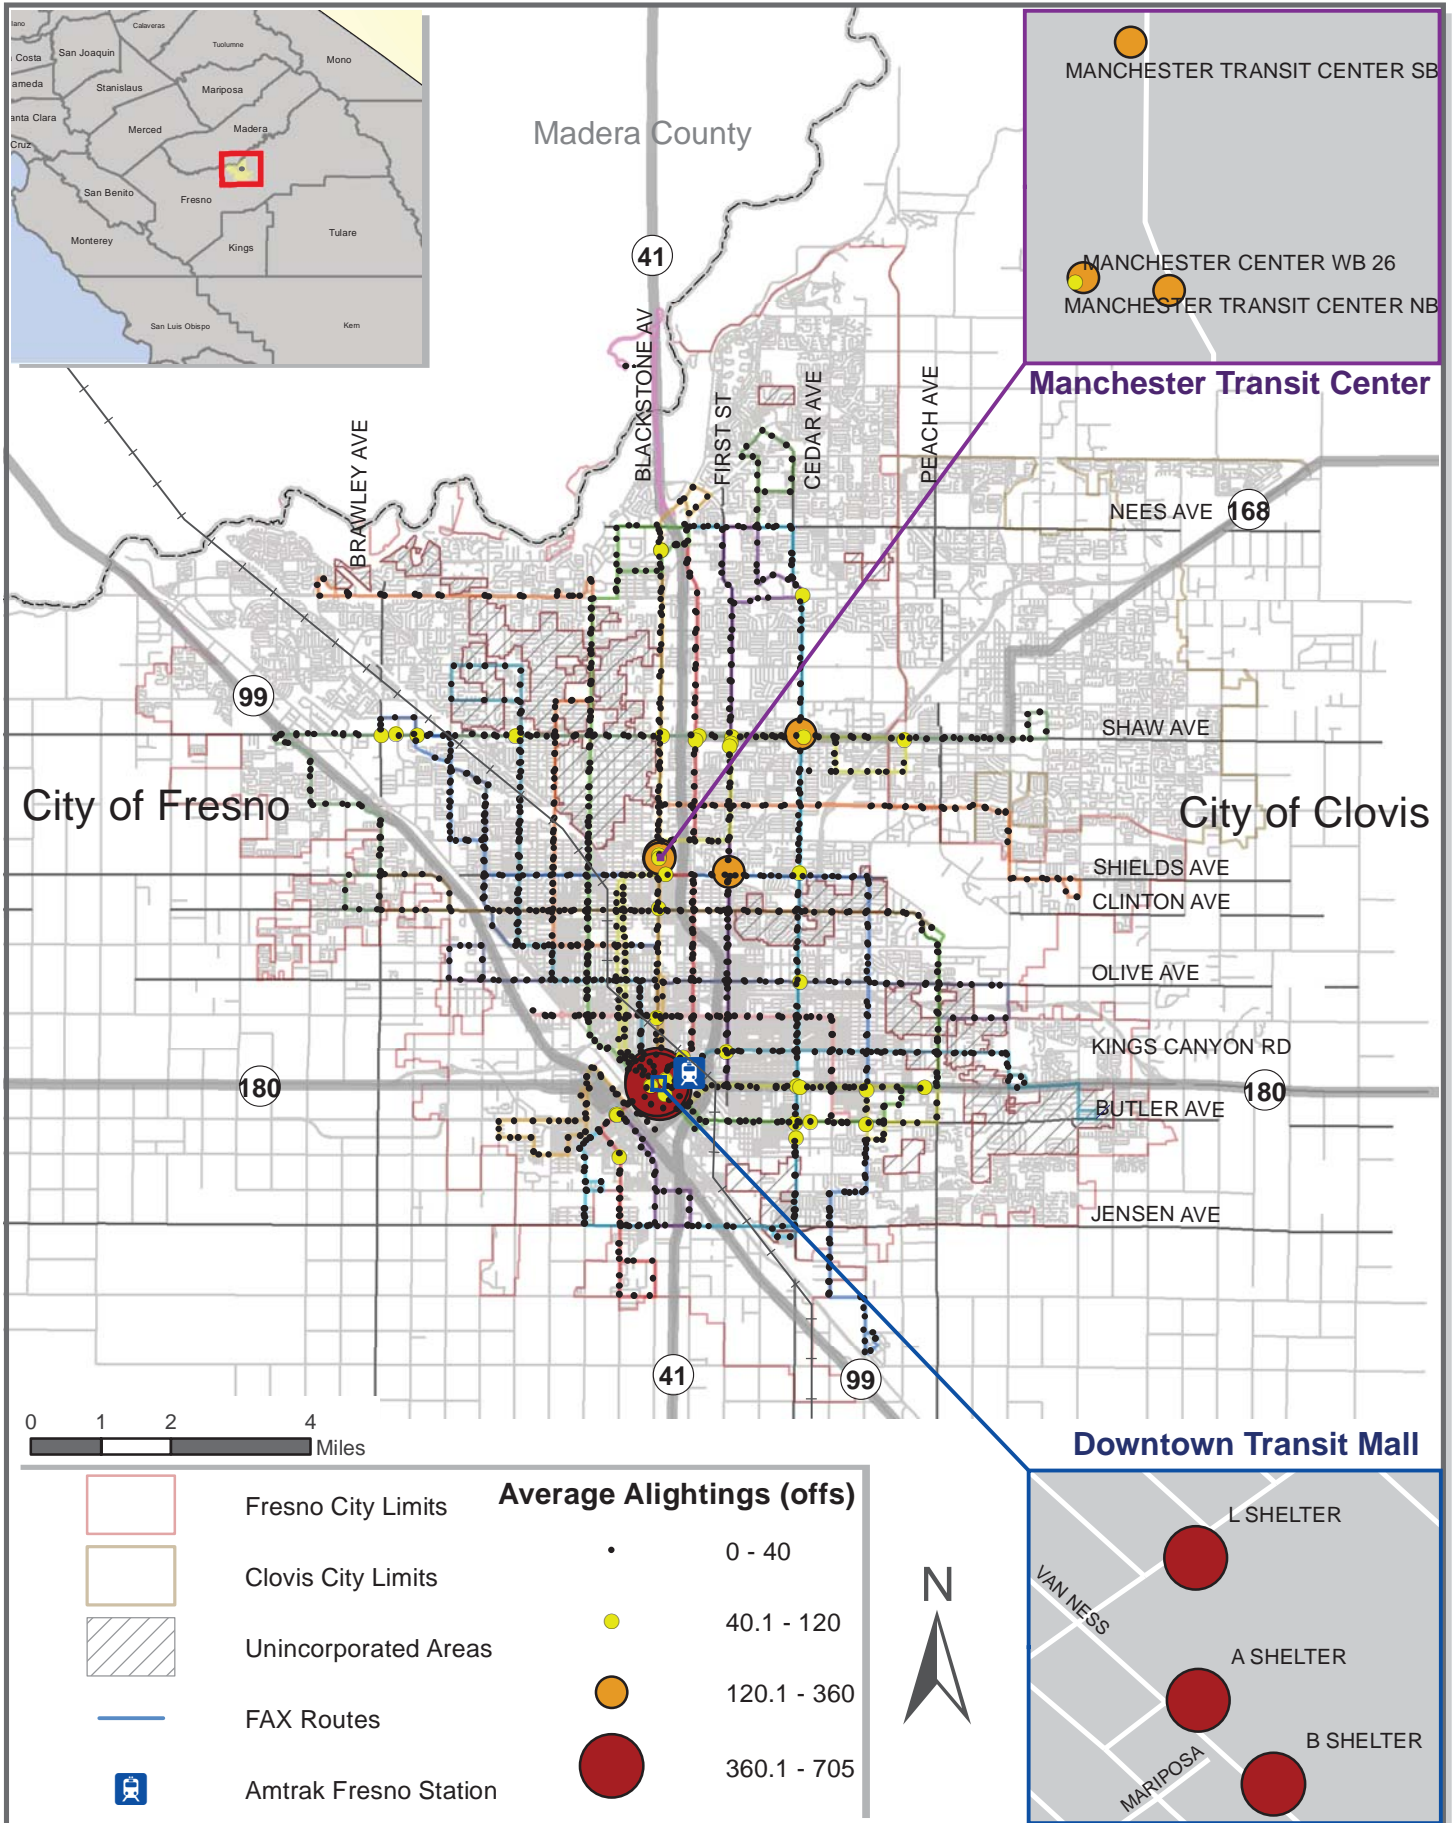 lano
Calaveras
Costa
San Joaquin
Tuolumne
Mono
ameda
Stanislaus
Mariposa
anta Clara
Merced
Madera
Cruz
San Benito
Fresno
Monterey
Kings
Tulare
San Luis Obispo
Kern
Madera County
41
MANCHESTER TRANSIT CENTER SB
MANCHESTER CENTER WB 26
MANCHESTER TRANSIT CENTER NB
Manchester Transit Center
BRAWLEY AVE
BLACKSTONE AV
FIRST ST
CEDAR AVE
PEACH AVE
NEES AVE
168
99
SHAW AVE
City of Fresno
City of Clovis
SHIELDS AVE
CLINTON AVE
OLIVE AVE
KINGS CANYON RD
180
180
BUTLER AVE
JENSEN AVE
41
99
0 1 2 4
Miles
Downtown Transit Mall
L SHELTER
VAN NESS
A SHELTER
B SHELTER
MARIPOSA
N
Fresno City Limits
Clovis City Limits
Unincorporated Areas
FAX Routes
Amtrak Fresno Station
Average Alightings (offs)
0 - 40
40.1 - 120
120.1 - 360
360.1 - 705